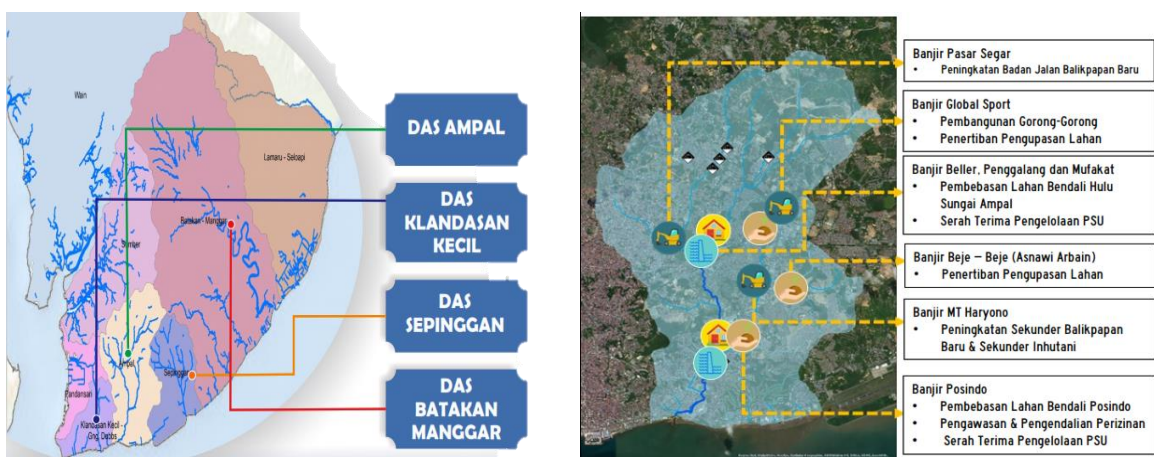 Wain
Lamaru - Seloapi
Batakan - Manggar
Sumber
Ampal
Sepinggan
Pandansari
Klandasan Kecil -
Gng. Dubbs
DAS AMPAL
DAS
KLANDASAN
KECIL
DAS
SEPINGGAN
DAS
BATAKAN
MANGGAR
Banjir Pasar Segar
• Peningkatan Badan Jalan Balikpapan Baru
Banjir Global Sport
• Pembangunan Gorong-Gorong
• Penertiban Pengupasan Lahan
Banjir Beller, Penggalang dan Mufakat
• Pembebasan Lahan Bendali Hulu
Sungai Ampal
• Serah Terima Pengelolaan PSU
Banjir Beje – Beje (Asnawi Arbain)
• Penertiban Pengupasan Lahan
Banjir MT Haryono
• Peningkatan Sekunder Balikpapan
Baru & Sekunder Inhutani
Banjir Posindo
• Pembebasan Lahan Bendali Posindo
• Pengawasan & Pengendalian Perizinan
• Serah Terima Pengelolaan PSU